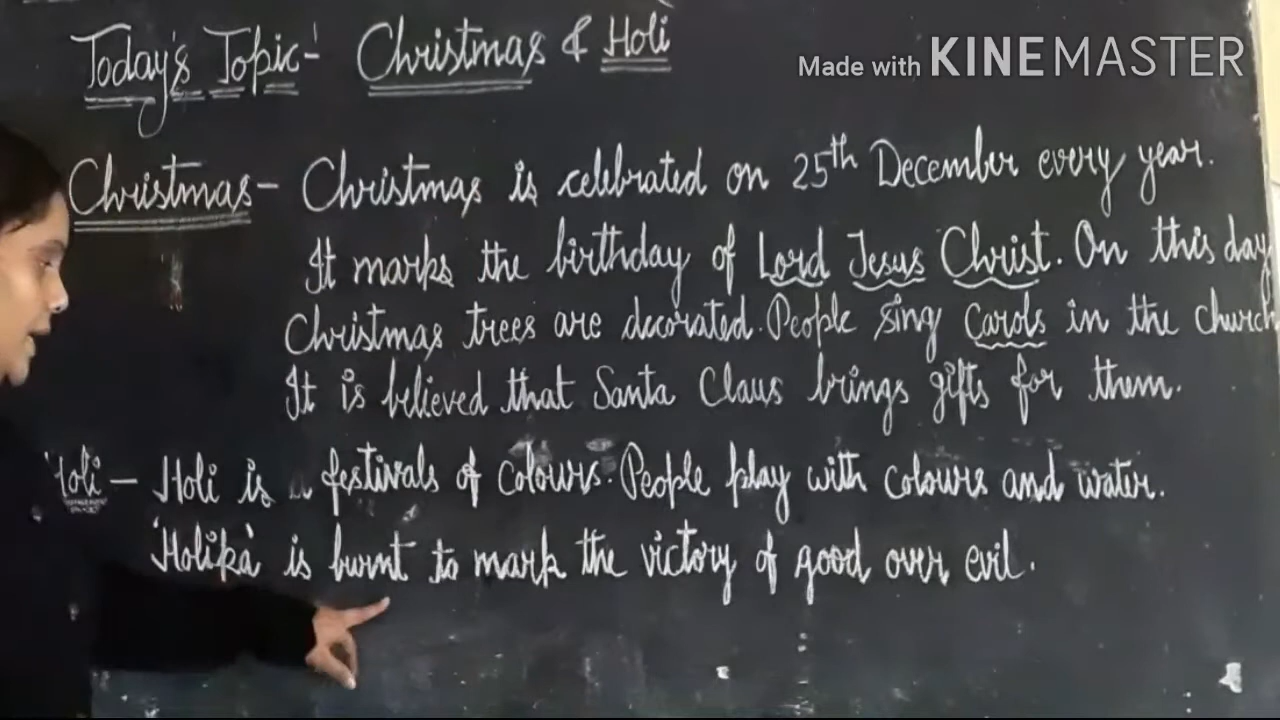 Today's Topic:- Christmas & Holi
Made with KINEMASTER
Christmas - Christmas is celebrated on 25th December every year.
It marks the birthday of Lord Jesus Christ. On this day
Christmas trees are decorated. People sing Carols in the church
It is believed that Santa Claus brings gifts for them.
Holi - Holi is a festivals of colours. People play with colours and water.
'Holika' is burnt to mark the victory of good over evil.